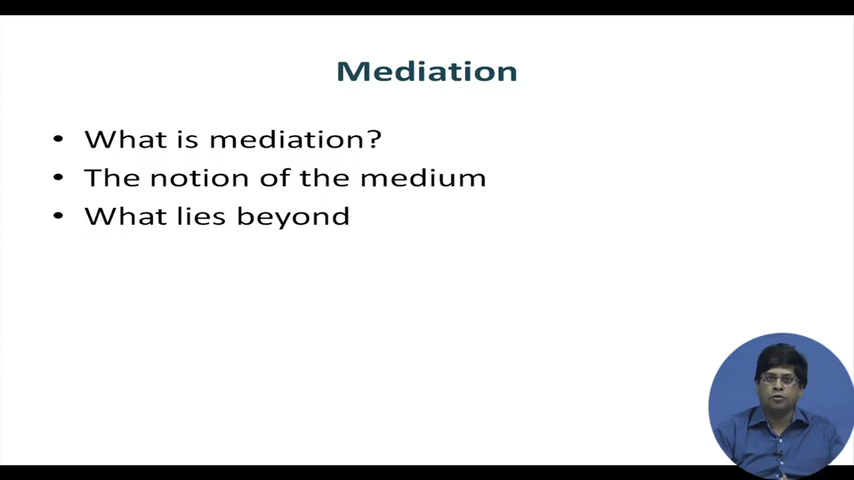 Mediation
• What is mediation?
• The notion of the medium
• What lies beyond